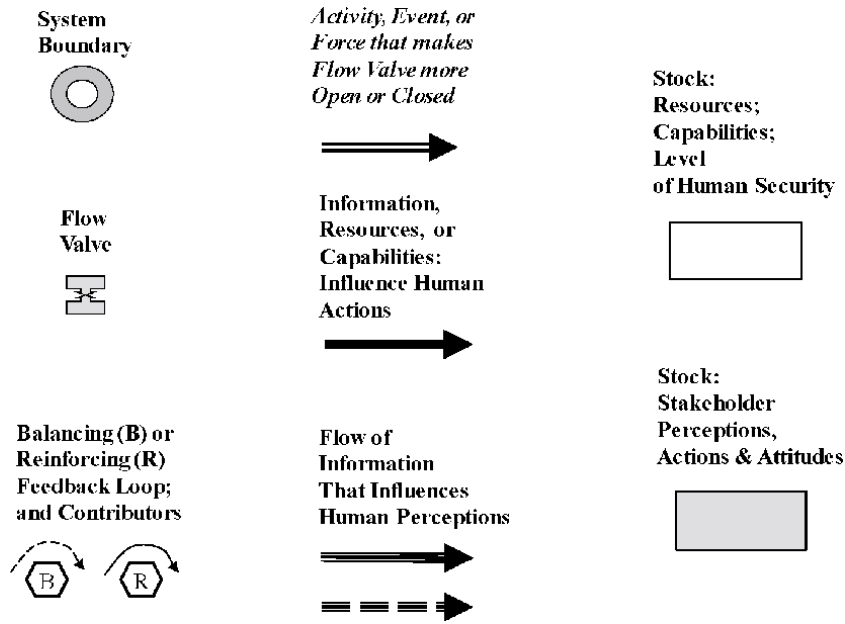 System
Boundary
Activity, Event, or
Force that makes
Flow Valve more
Open or Closed
Stock:
Resources;
Capabilities;
Level
of Human Security
Flow
Valve
Information,
Resources, or
Capabilities:
Influence Human
Actions
Stock:
Stakeholder
Perceptions,
Actions & Attitudes
Balancing (B) or
Reinforcing (R)
Feedback Loop;
and Contributors
B
R
Flow of
Information
That Influences
Human Perceptions